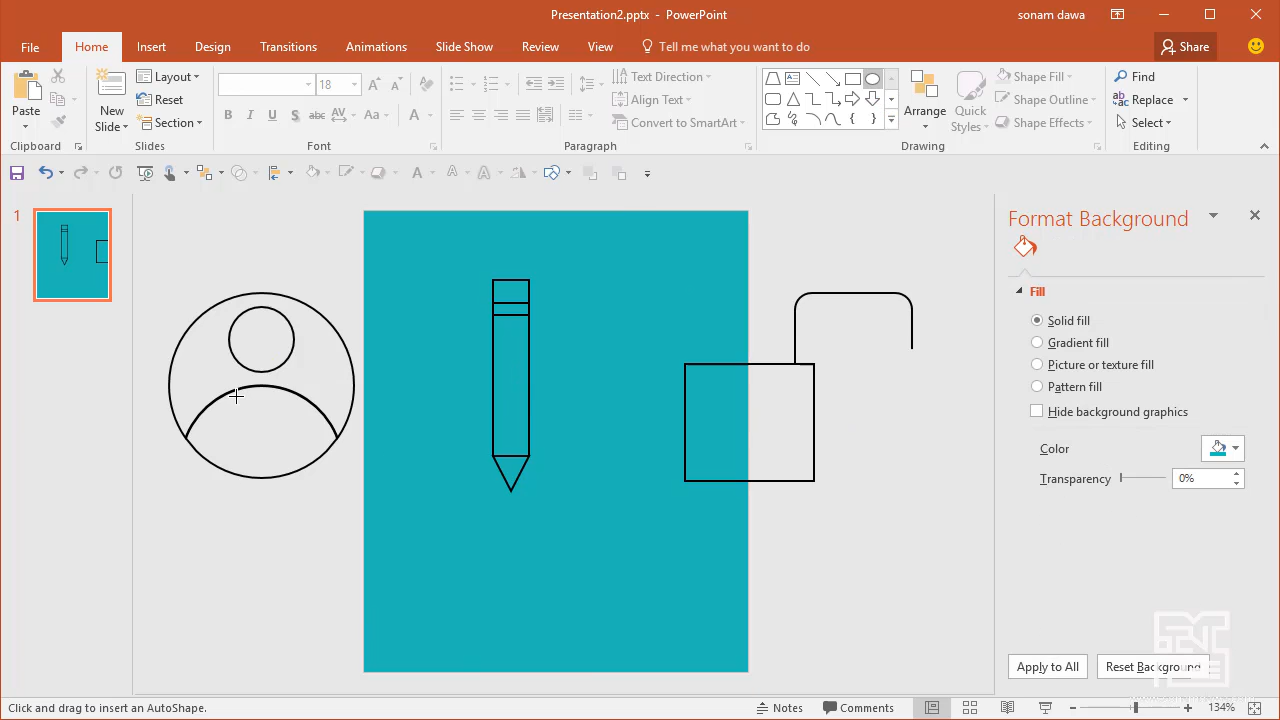 Presentation2.pptx - PowerPoint
sonam dawa
File
Home
Insert
Design
Transitions
Animations
Slide Show
Review
View
Tell me what you want to do
Share
Paste
Clipboard
New
Slide
Layout
Reset
Section
Slides
18
B I U S abc AV Aa A
Font
Text Direction
Align Text
Convert to SmartArt
Paragraph
Arrange
Quick
Styles
Shape Fill
Shape Outline
Shape Effects
Drawing
Find
Replace
Select
Editing
1
Format Background
Fill
Solid fill
Gradient fill
Picture or texture fill
Pattern fill
Hide background graphics
Color
Transparency
0%
Apply to All
Reset Background
Click and drag to insert an AutoShape.
Notes
Comments
134%